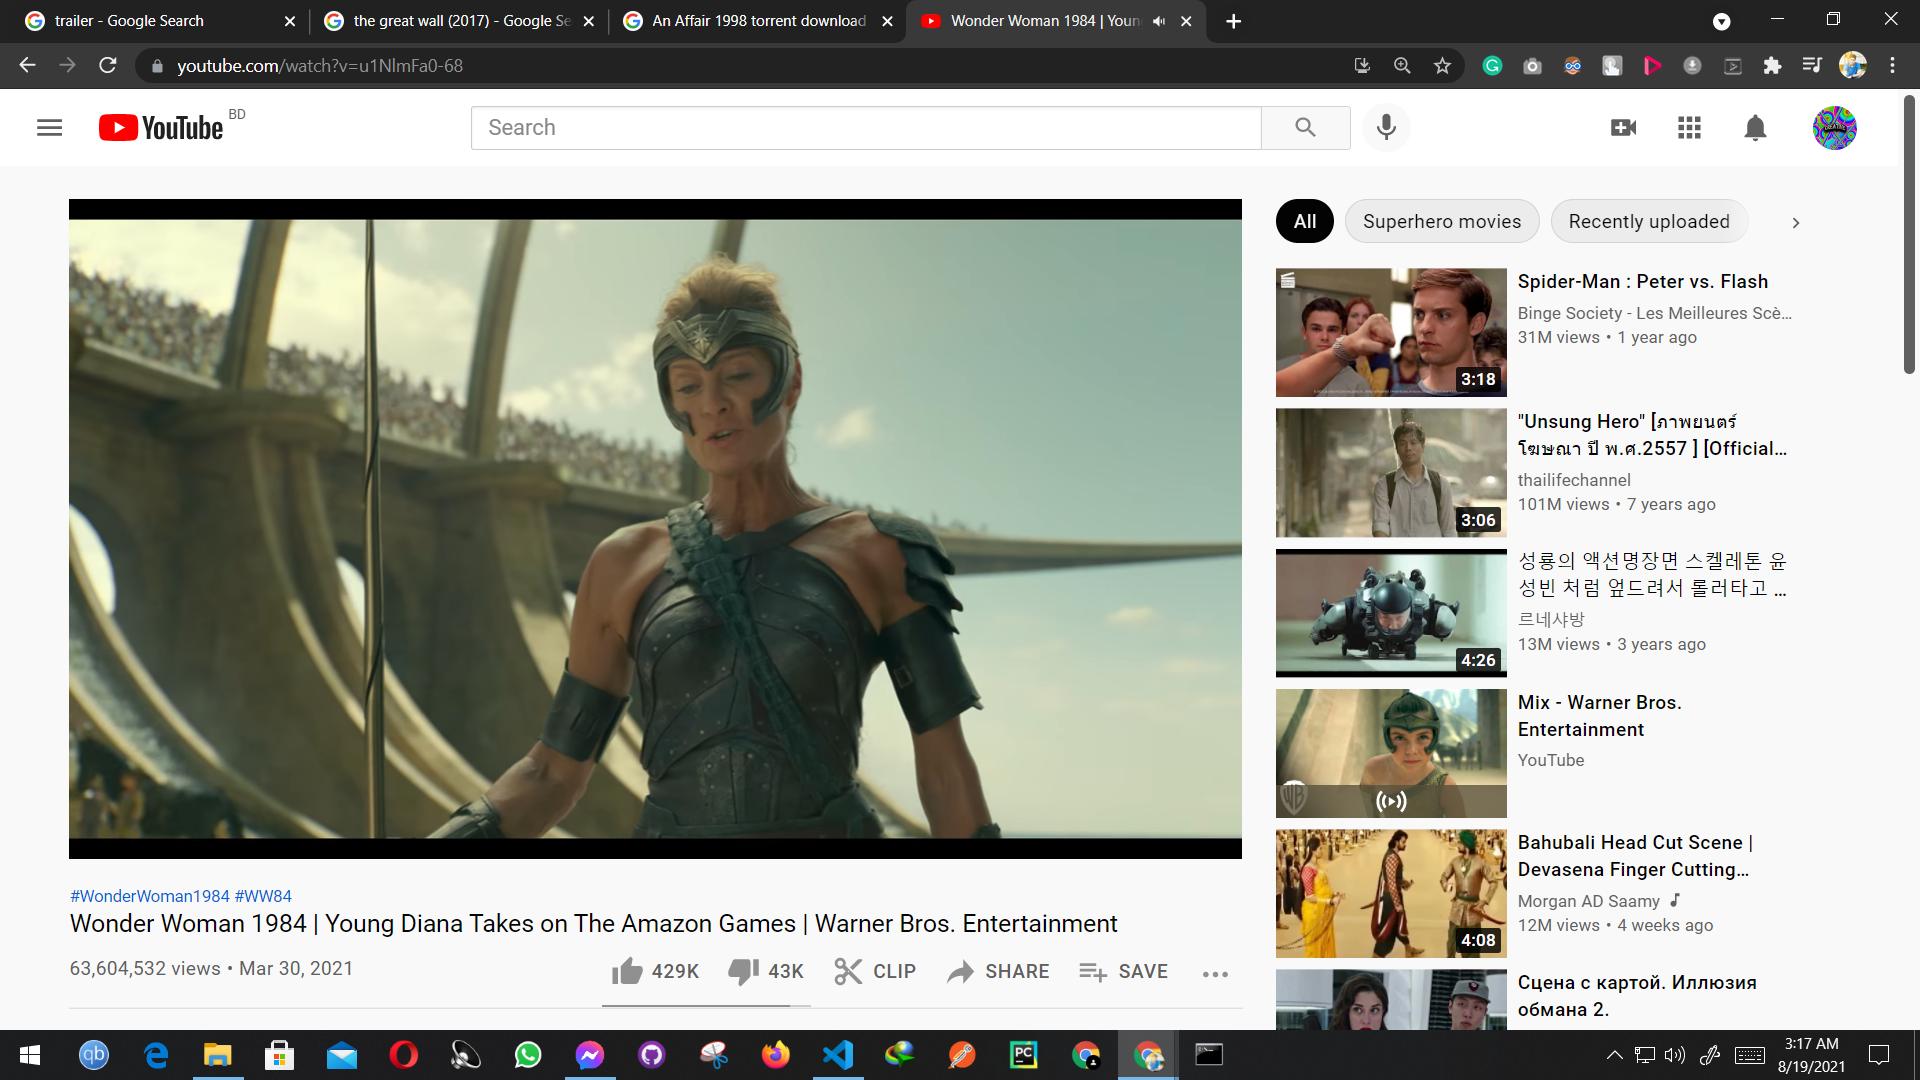 trailer - Google Search
the great wall (2017) - Google Se
An Affair 1998 torrent download
Wonder Woman 1984 | Youn
youtube.com/watch?v=u1NlmFa0-68
YouTube BD
Search
All
Superhero movies
Recently uploaded
3:18
Spider-Man : Peter vs. Flash
Binge Society - Les Meilleures Scè...
31M views • 1 year ago
3:06
"Unsung Hero" [ภาพยนตร์
โฆษณา ปี พ.ศ.2557 ] [Official...
thailifechannel
101M views • 7 years ago
4:26
성룡의 액션명장면 스켈레톤 윤
성빈 처럼 엎드려서 롤러타고 ...
르네샤방
13M views • 3 years ago
Mix - Warner Bros.
Entertainment
YouTube
4:08
Bahubali Head Cut Scene |
Devasena Finger Cutting...
Morgan AD Saamy
12M views • 4 weeks ago
Сцена с картой. Иллюзия
обмана 2.
#WonderWoman1984 #WW84
Wonder Woman 1984 | Young Diana Takes on The Amazon Games | Warner Bros. Entertainment
63,604,532 views • Mar 30, 2021
429K
43K
CLIP
SHARE
SAVE
qb
PC
3:17 AM
8/19/2021